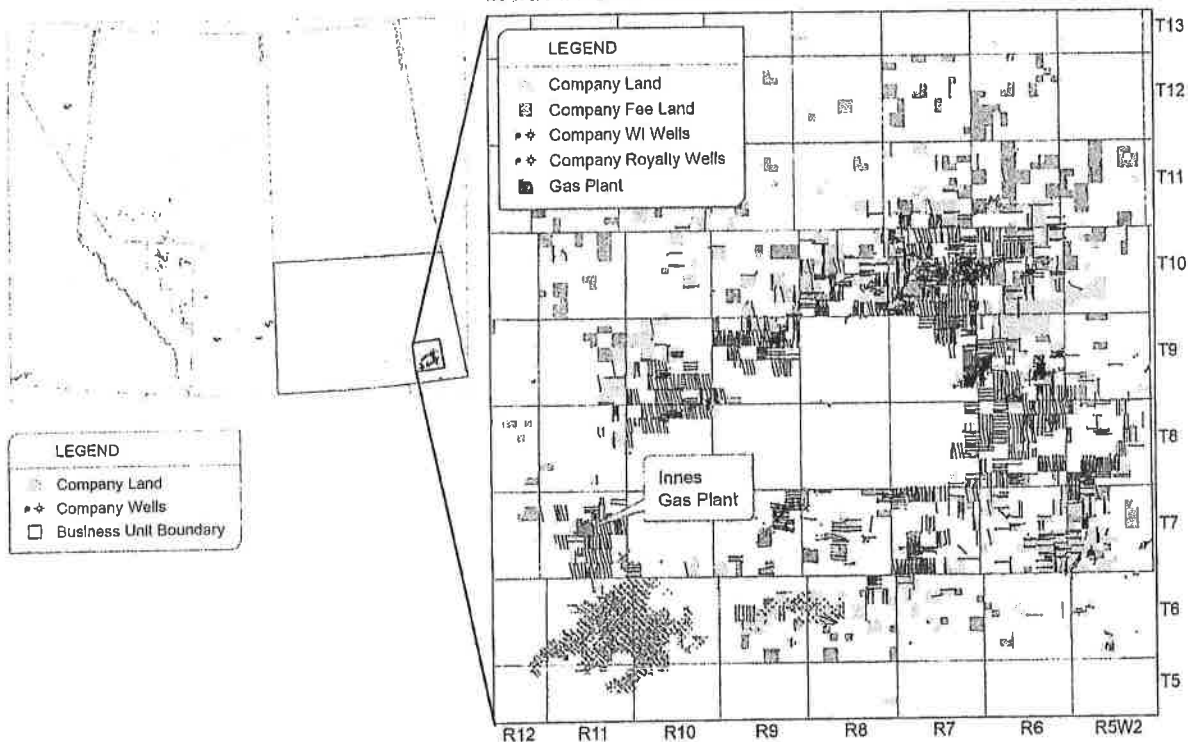 LEGEND
Company Land
Company Wells
Business Unit Boundary
LEGEND
Company Land
Company Fee Land
Company WI Wells
Company Royalty Wells
Gas Plant
Innes
Gas Plant
T13
T12
T11
T10
T9
T8
T7
T6
T5
R12 R11 R10 R9 R8 R7 R6 R5W2